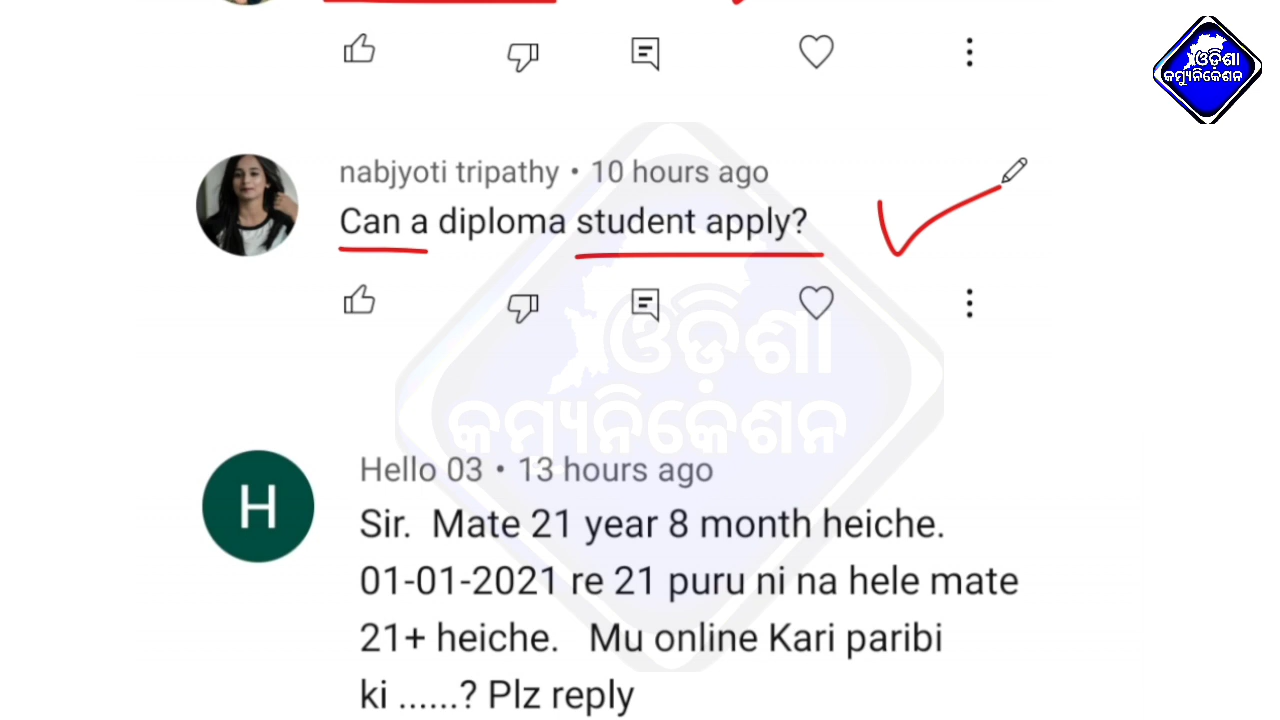 ଓଡ଼ିଶା
କମ୍ୟୁନିକେଶନ
nabjyoti tripathy • 10 hours ago
Can a diploma student apply?
ଓଡ଼ିଶା
କମ୍ୟୁନିକେଶନ
H
Hello 03 • 13 hours ago
Sir. Mate 21 year 8 month heiche.
01-01-2021 re 21 puru ni na hele mate
21+ heiche. Mu online Kari paribi
ki ......? Plz reply